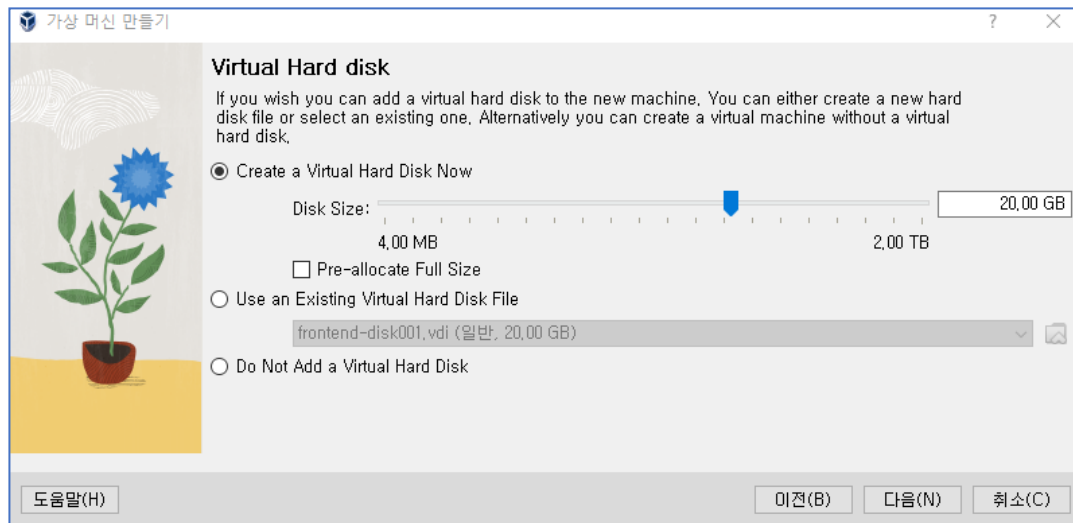 가상 머신 만들기
Virtual Hard disk
If you wish you can add a virtual hard disk to the new machine. You can either create a new hard
disk file or select an existing one. Alternatively you can create a virtual machine without a virtual
hard disk.
Create a Virtual Hard Disk Now
Disk Size: 20,00 GB
4,00 MB 2,00 TB
Pre-allocate Full Size
Use an Existing Virtual Hard Disk File
frontend-disk001.vdi (일반, 20,00 GB)
Do Not Add a Virtual Hard Disk
도움말(H) 이전(B) 다음(N) 취소(C)